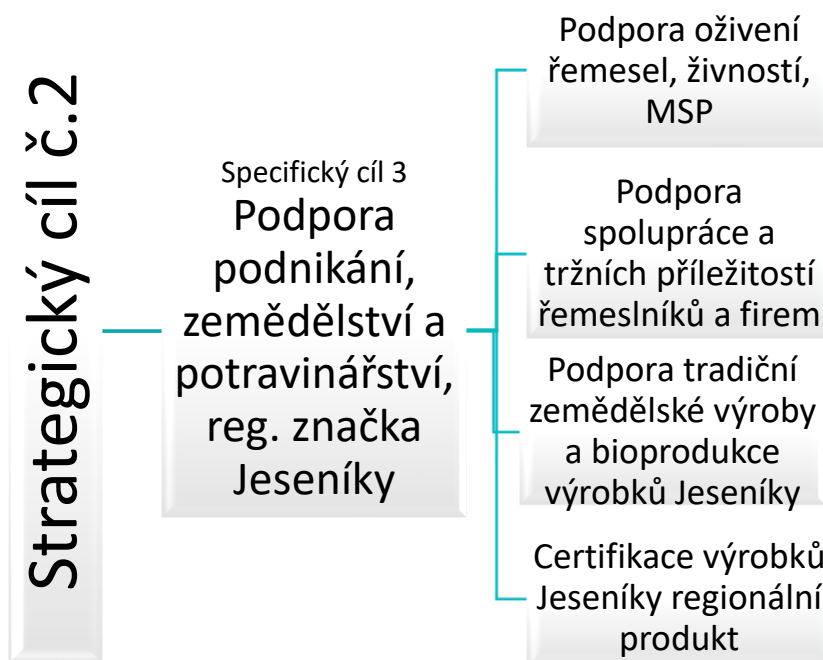 Strategický cíl č.2
Specifický cíl 3
Podpora
podnikání,
zemědělství a
potravinářství,
reg. značka
Jeseníky
Podpora oživení
řemesel, živností,
MSP
Podpora
spolupráce a
tržních příležitostí
řemeslníků a firem
Podpora tradiční
zemědělské výroby
a bioprodukce
výrobků Jeseníky
Certifikace výrobků
Jeseníky regionální
produkt